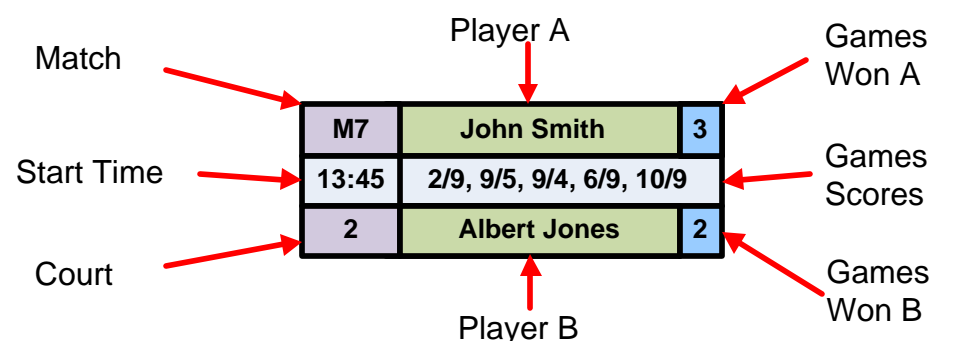 Player A
Match
Games
Won A
M7 John Smith 3
Start Time
13:45 2/9, 9/5, 9/4, 6/9, 10/9
Games
Scores
2 Albert Jones 2
Court
Games
Won B
Player B